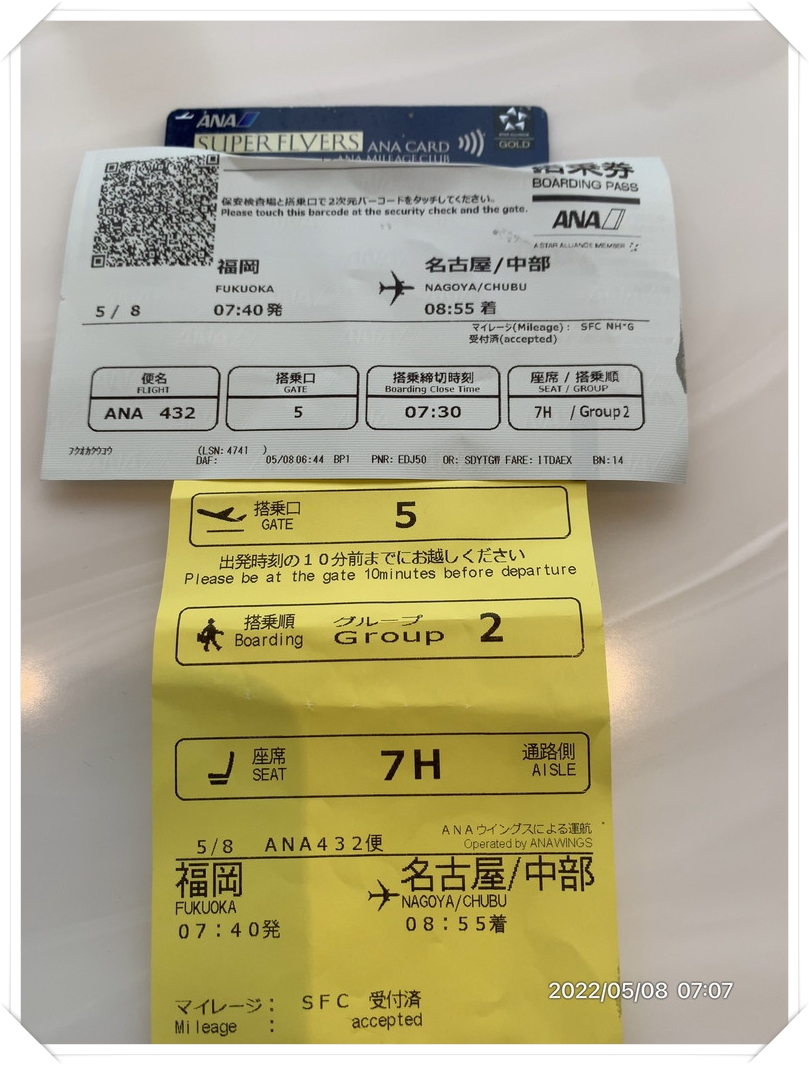 ANA
SUPER FLYERS ANA CARD
GOLD
ANA MILEAGE CLUB
搭乗券
BOARDING PASS
保安検査場と搭乗口で2次元バーコードをタッチしてください。
Please touch this barcode at the security check and the gate.
ANA
A STAR ALLIANCE MEMBER
福岡 名古屋/中部
FUKUOKA NAGOYA/CHUBU
5 / 8 07:40発 08:55 着
マイレージ(Mileage) : SFC NH*G
受付済(accepted)
便名 搭乗口 搭乗締切時刻 座席 / 搭乗順
FLIGHT GATE Boarding Close Time SEAT / GROUP
ANA 432 5 07:30 7H / Group2
フクオカクウコウ (LSN: 4741 )
DAF: 05/08 06:44 BP1 PNR: EDJ50 OR: SDYTGW FARE: ITDAEX BN:14
搭乗口 5
GATE
出発時刻の10分前までにお越しください
Please be at the gate 10minutes before departure
搭乗順 グループ 2
Boarding Group
座席 7H 通路側
SEAT AISLE
ANAウイングスによる運航
5/8 ANA432便 Operated by ANAWINGS
福岡 名古屋/中部
FUKUOKA NAGOYA/CHUBU
07:40発 08:55着
マイレージ: SFC 受付済
Mileage : accepted
2022/05/08 07:07